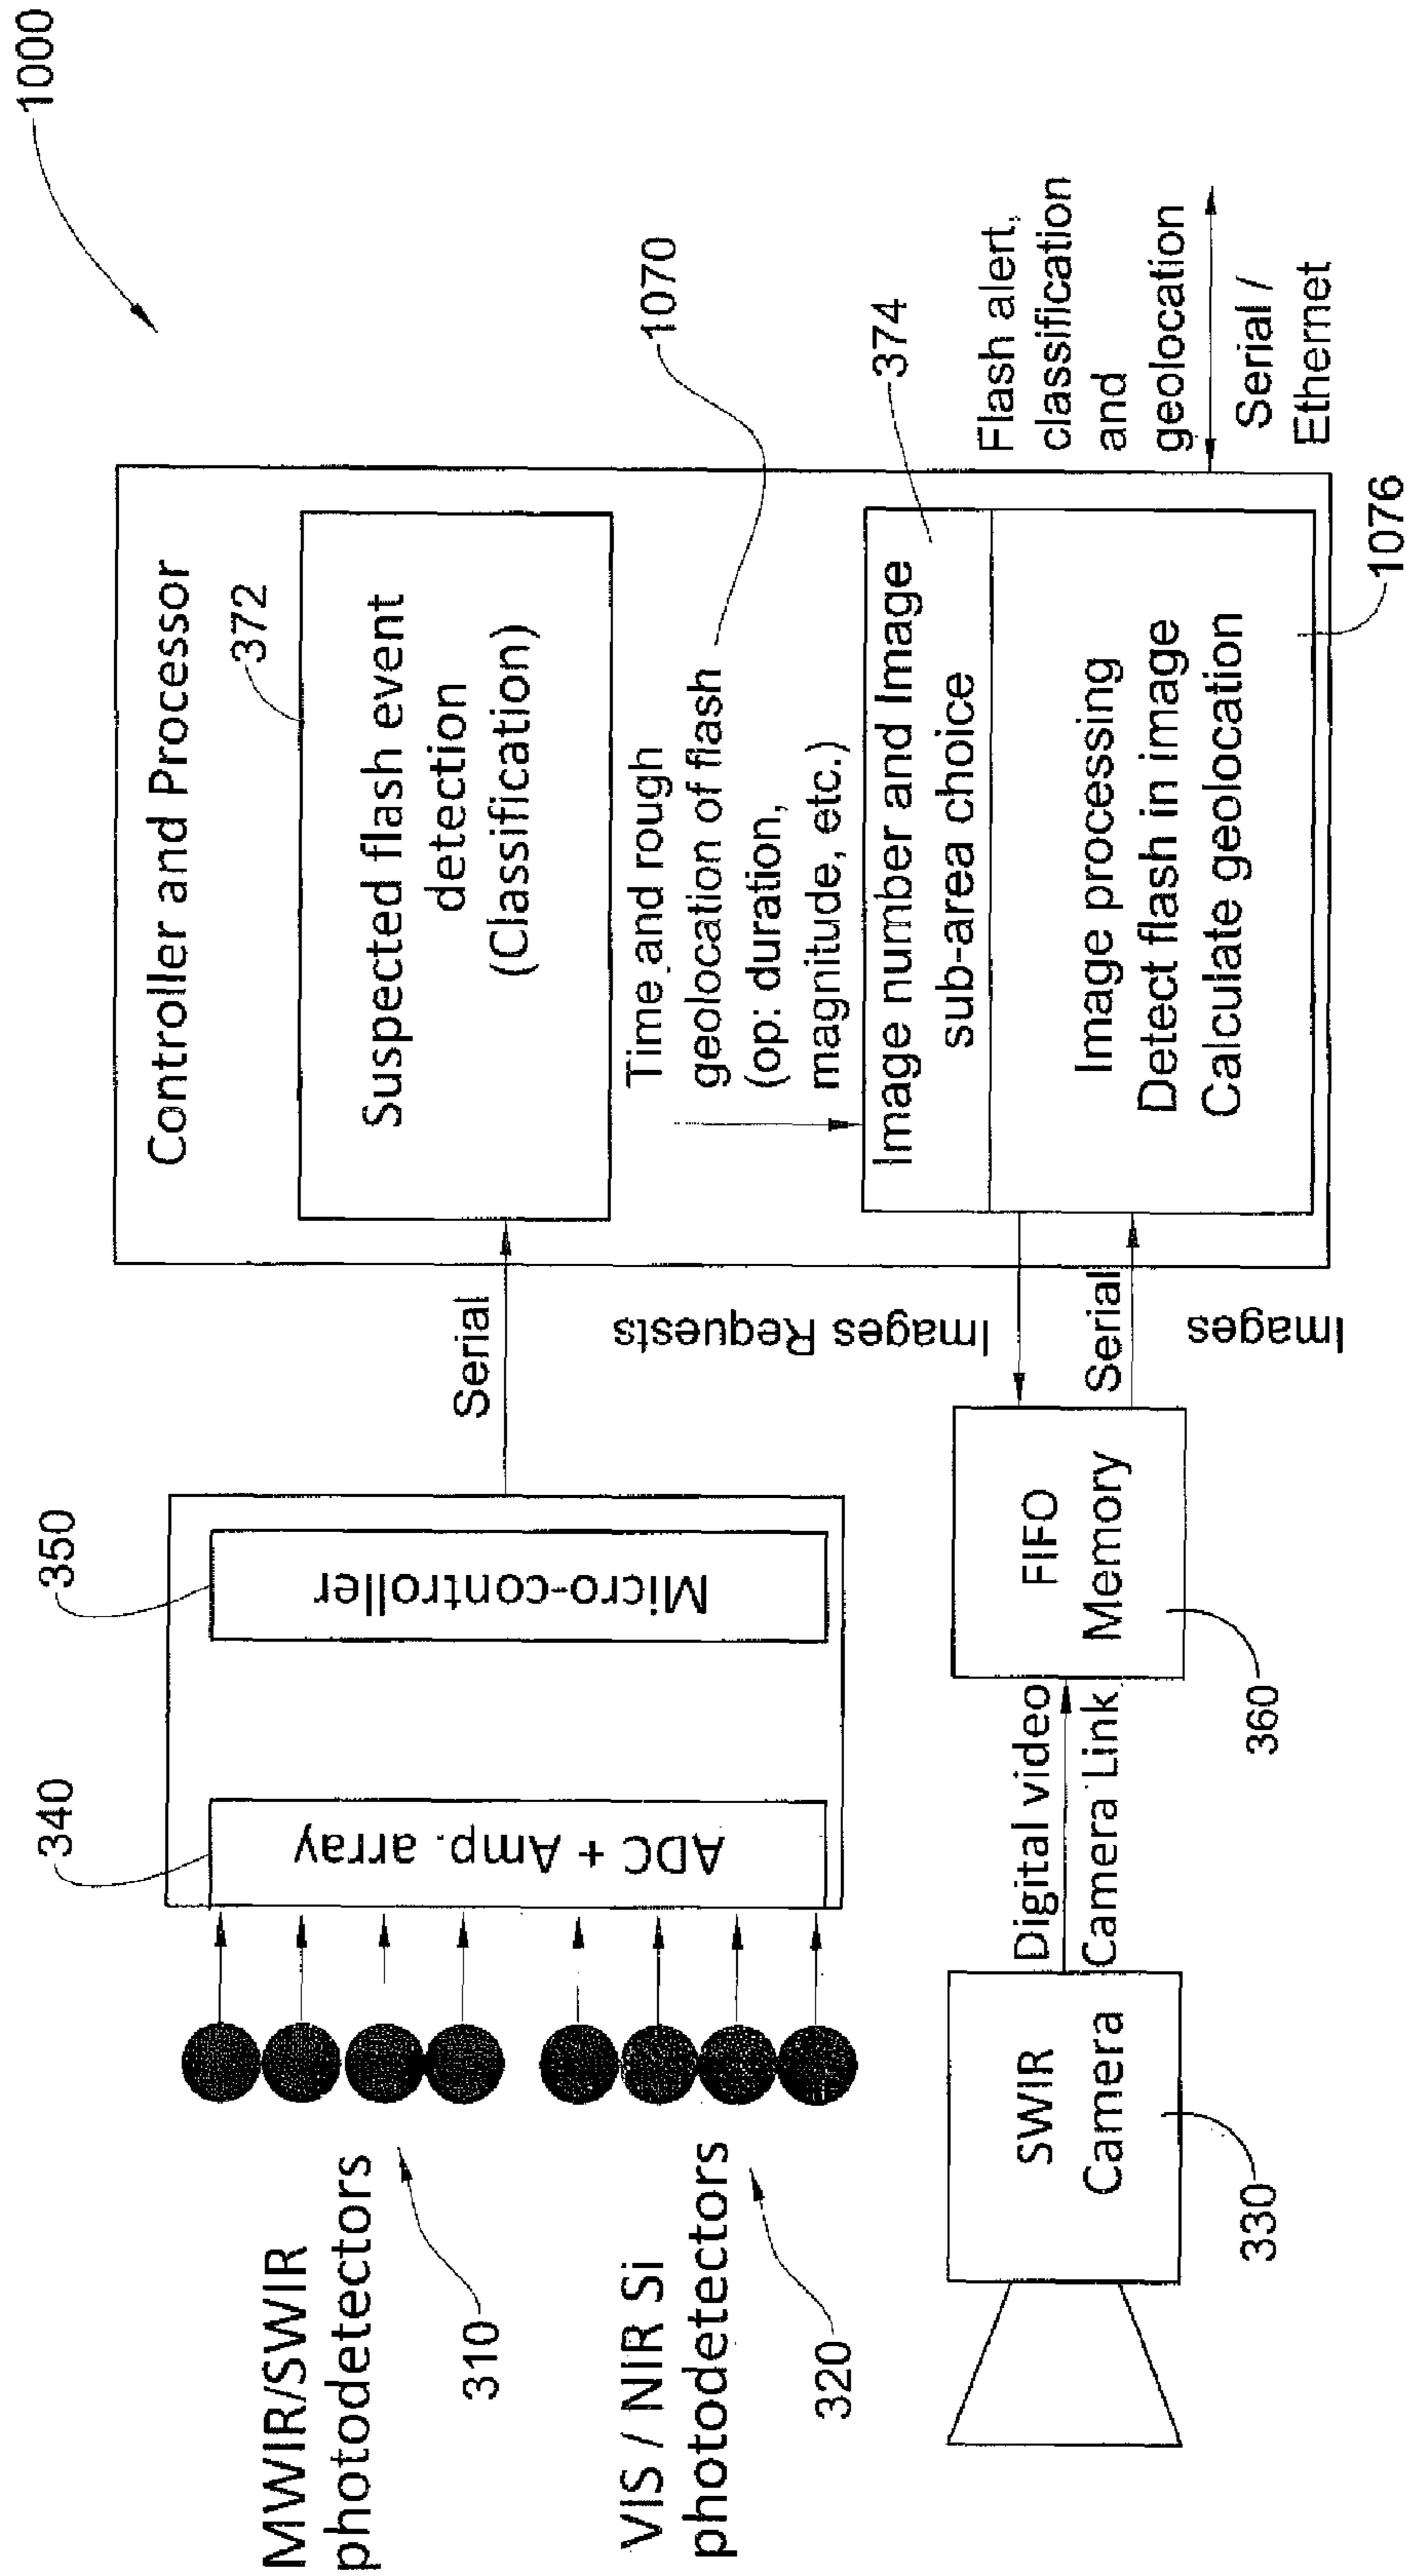 1000
Controller and Processor
372
Suspected flash event
detection
(Classification)
Time and rough
geolocation of flash
(op: duration,
magnitude, etc.)
1070
374
Image number and Image
sub-area choice
Image processing
Detect flash in image
Calculate geolocation
1076
Flash alert,
classification
and
geolocation
Serial /
Ethernet
Serial
Images Requests
Serial
Images
350
Micro-controller
340
ADC + Amp. array
MWIR/SWIR
photodetectors
310
VIS / NIR Si
photodetectors
320
SWIR
Camera
330
Digital video
Camera Link
FIFO
Memory
360